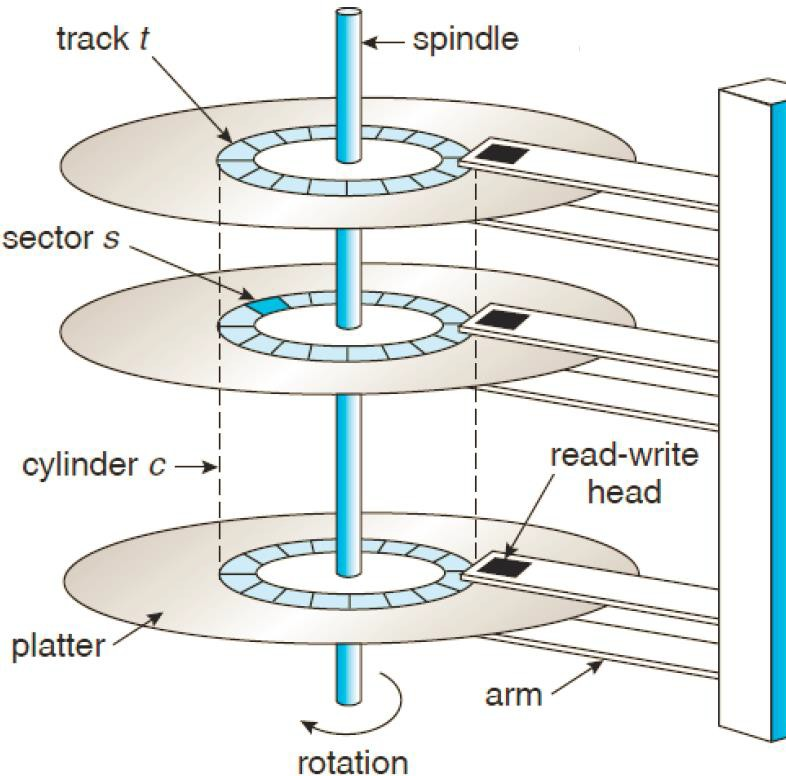 track t
spindle
sector s
cylinder c
read-write
head
platter
arm
rotation